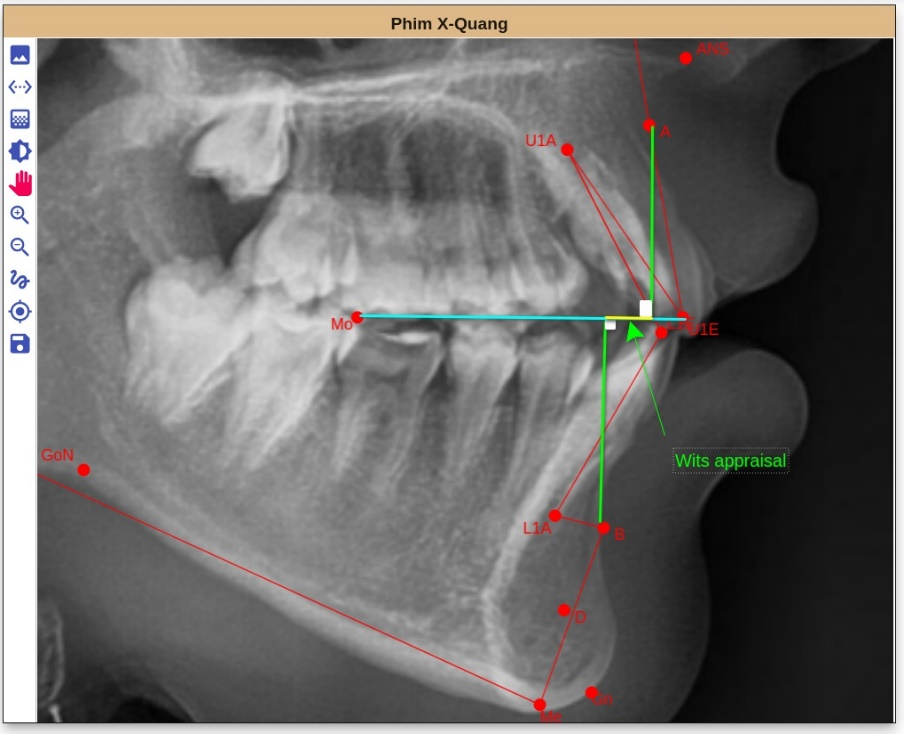 Phim X-Quang
ANS
A
U1A
Mo
U1E
GoN
Wits appraisal
L1A
B
D
Me
Gn